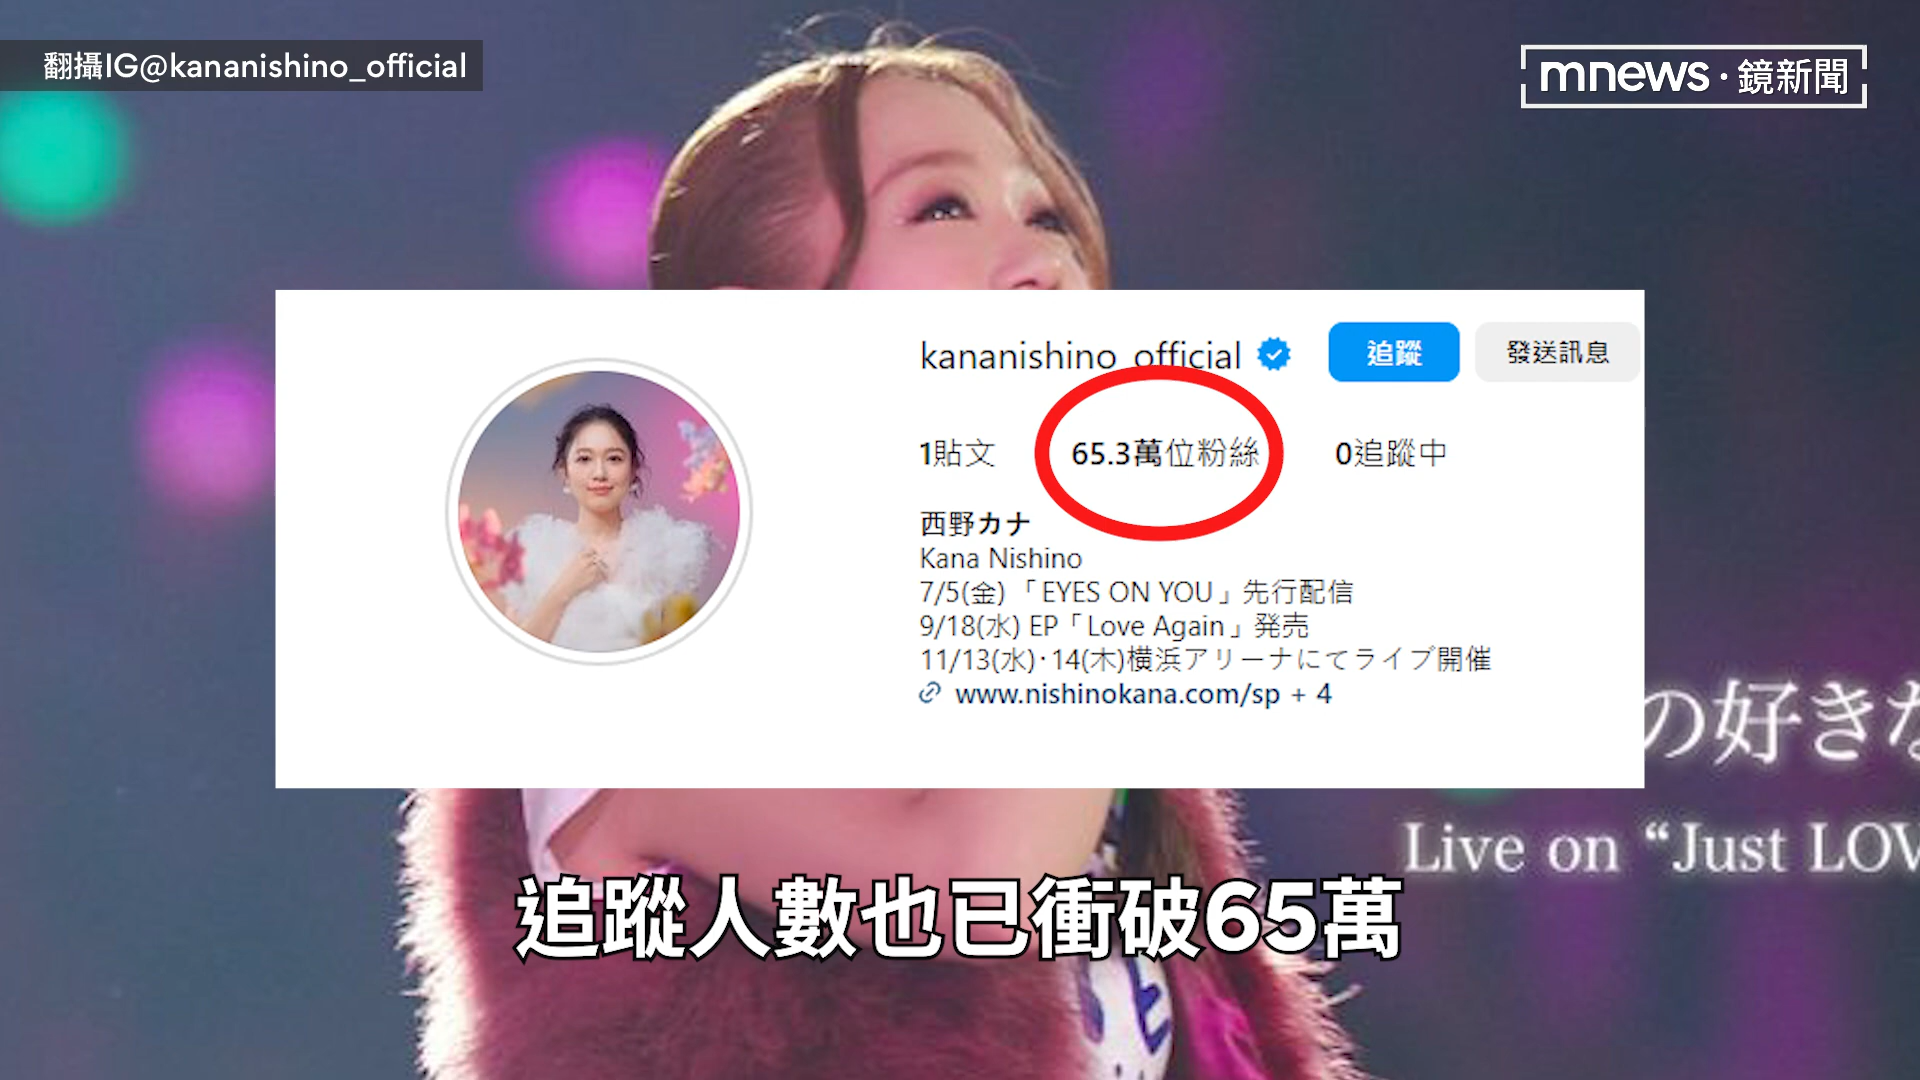 翻攝IG@kananishino_official
mnews·鏡新聞
kananishino_official
追蹤
發送訊息
1貼文
65.3萬位粉絲
0追蹤中
西野カナ
Kana Nishino
7/5(金) 「EYES ON YOU」先行配信
9/18(水) EP「Love Again」発売
11/13(水)･14(木)横浜アリーナにてライブ開催
www.nishinokana.com/sp + 4
の好きな
Live on “Just LOV
追蹤人數也已衝破65萬